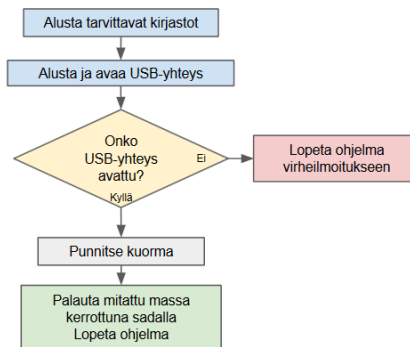 Alusta tarvittavat kirjastot
Alusta ja avaa USB-yhteys
Onko
USB-yhteys
avattu?
Ei
Kyllä
Lopeta ohjelma
virheilmoitukseen
Punnitse kuorma
Palauta mitattu massa
kerrottuna sadalla
Lopeta ohjelma